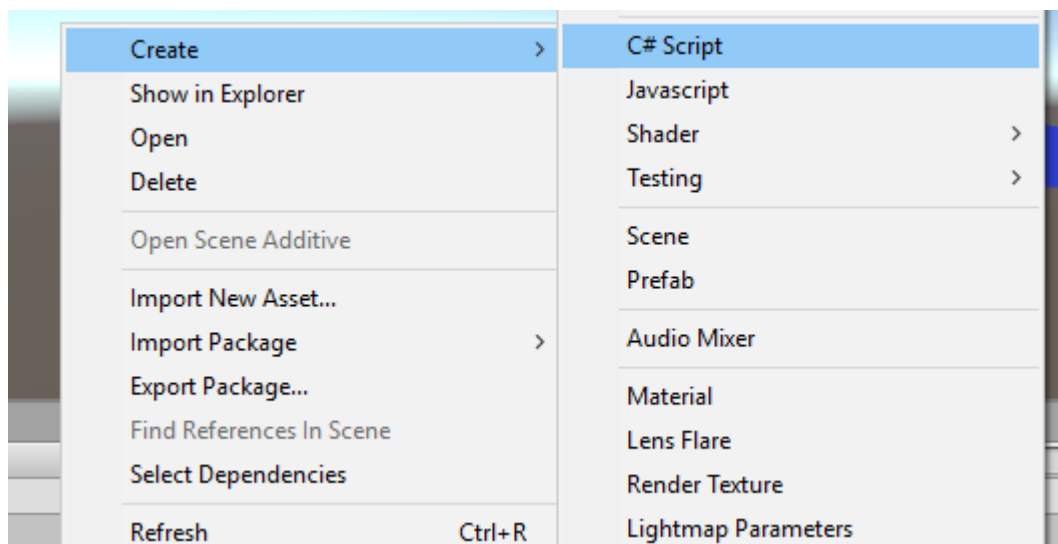 Create
Show in Explorer
Open
Delete
Open Scene Additive
Import New Asset...
Import Package
Export Package...
Find References In Scene
Select Dependencies
Refresh Ctrl+R
C# Script
Javascript
Shader
Testing
Scene
Prefab
Audio Mixer
Material
Lens Flare
Render Texture
Lightmap Parameters